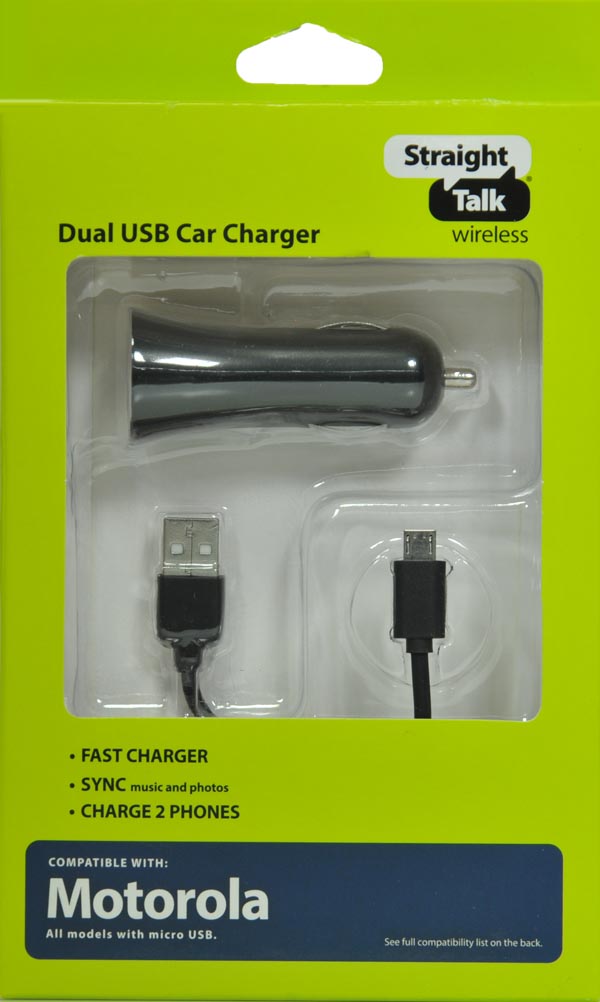 Straight
Talk
wireless
Dual USB Car Charger
• FAST CHARGER
• SYNC music and photos
• CHARGE 2 PHONES
COMPATIBLE WITH:
Motorola
All models with micro USB.
See full compatibility list on the back.